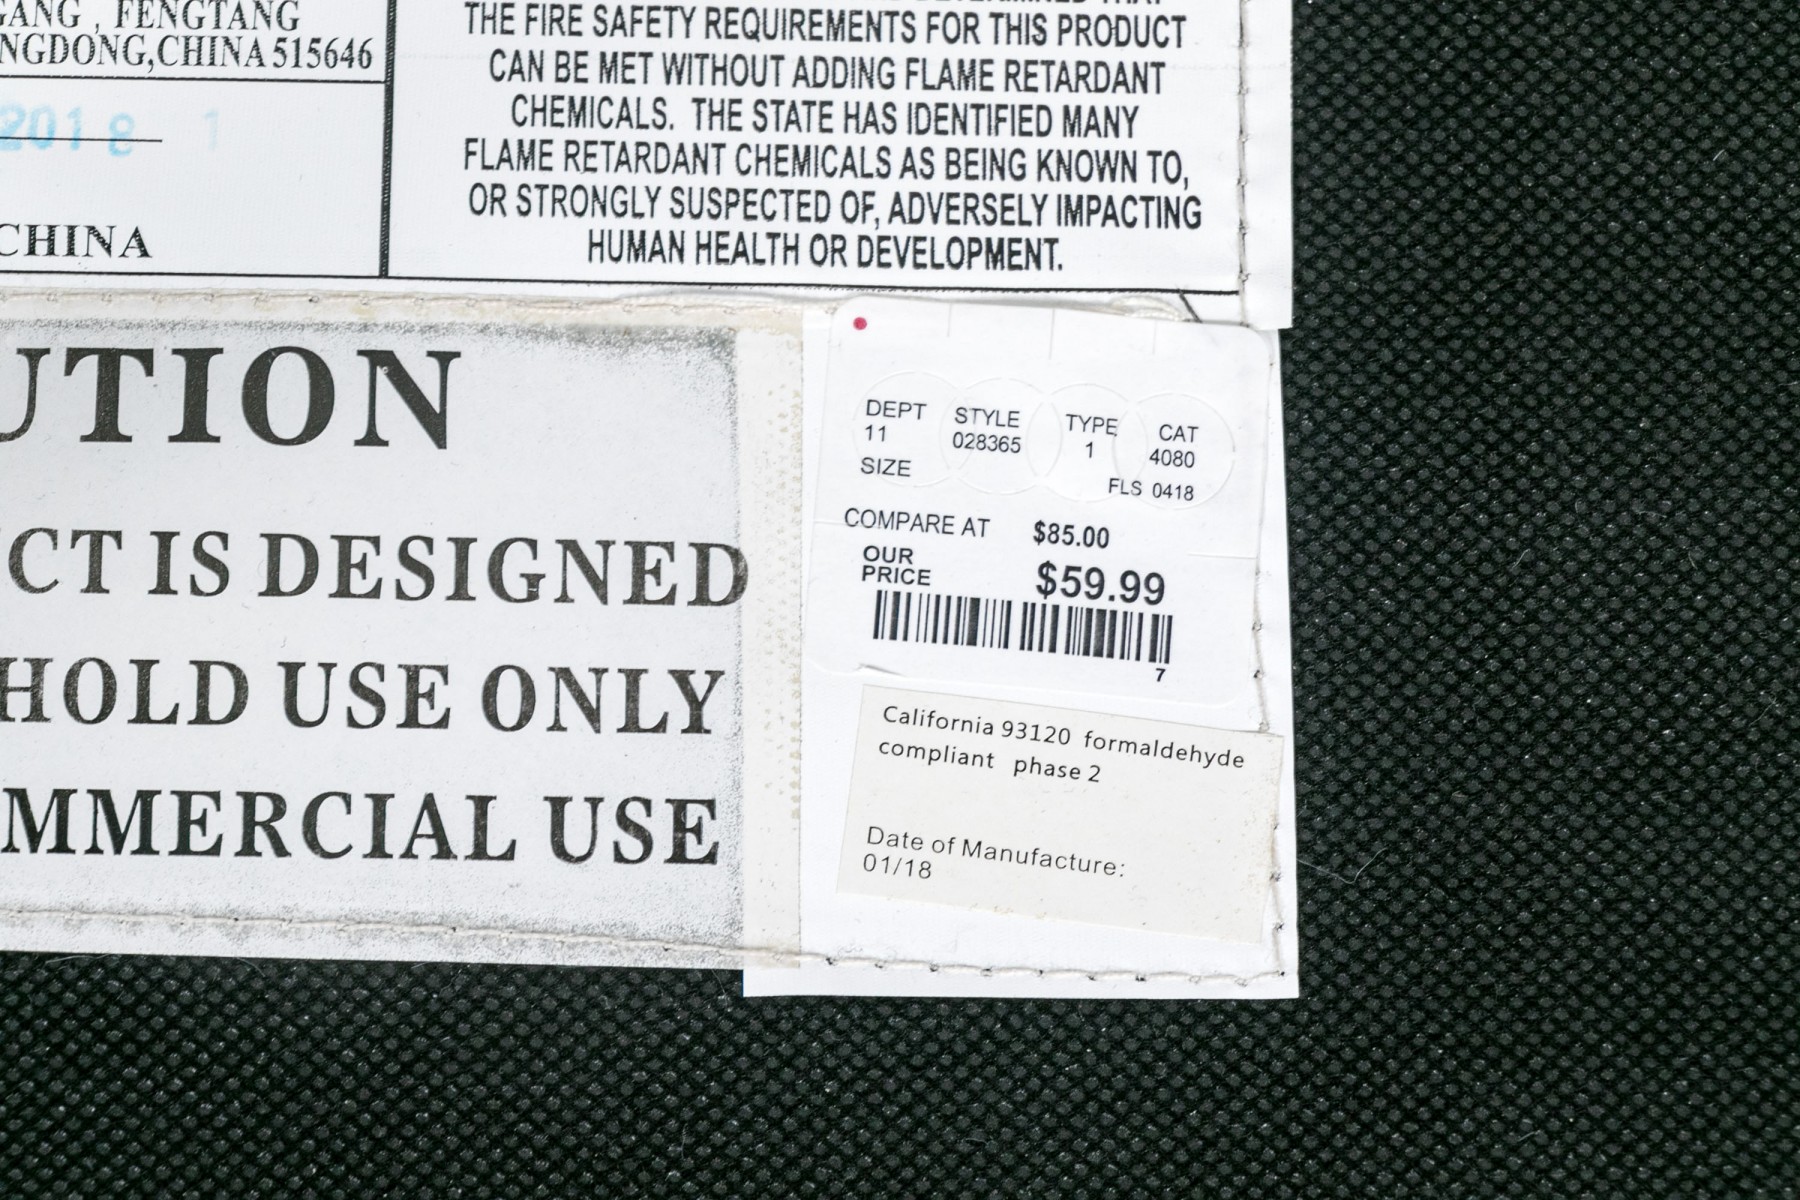 GANG , FENGTANG
NGDONG,CHINA 515646
2018 1
CHINA
THE FIRE SAFETY REQUIREMENTS FOR THIS PRODUCT
CAN BE MET WITHOUT ADDING FLAME RETARDANT
CHEMICALS. THE STATE HAS IDENTIFIED MANY
FLAME RETARDANT CHEMICALS AS BEING KNOWN TO,
OR STRONGLY SUSPECTED OF, ADVERSELY IMPACTING
HUMAN HEALTH OR DEVELOPMENT.
UTION
CT IS DESIGNED
HOLD USE ONLY
MMERCIAL USE
DEPT STYLE TYPE CAT
11 028365 1 4080
SIZE FLS 0418
COMPARE AT $85.00
OUR
PRICE $59.99
7
California 93120 formaldehyde
compliant phase 2
Date of Manufacture:
01/18